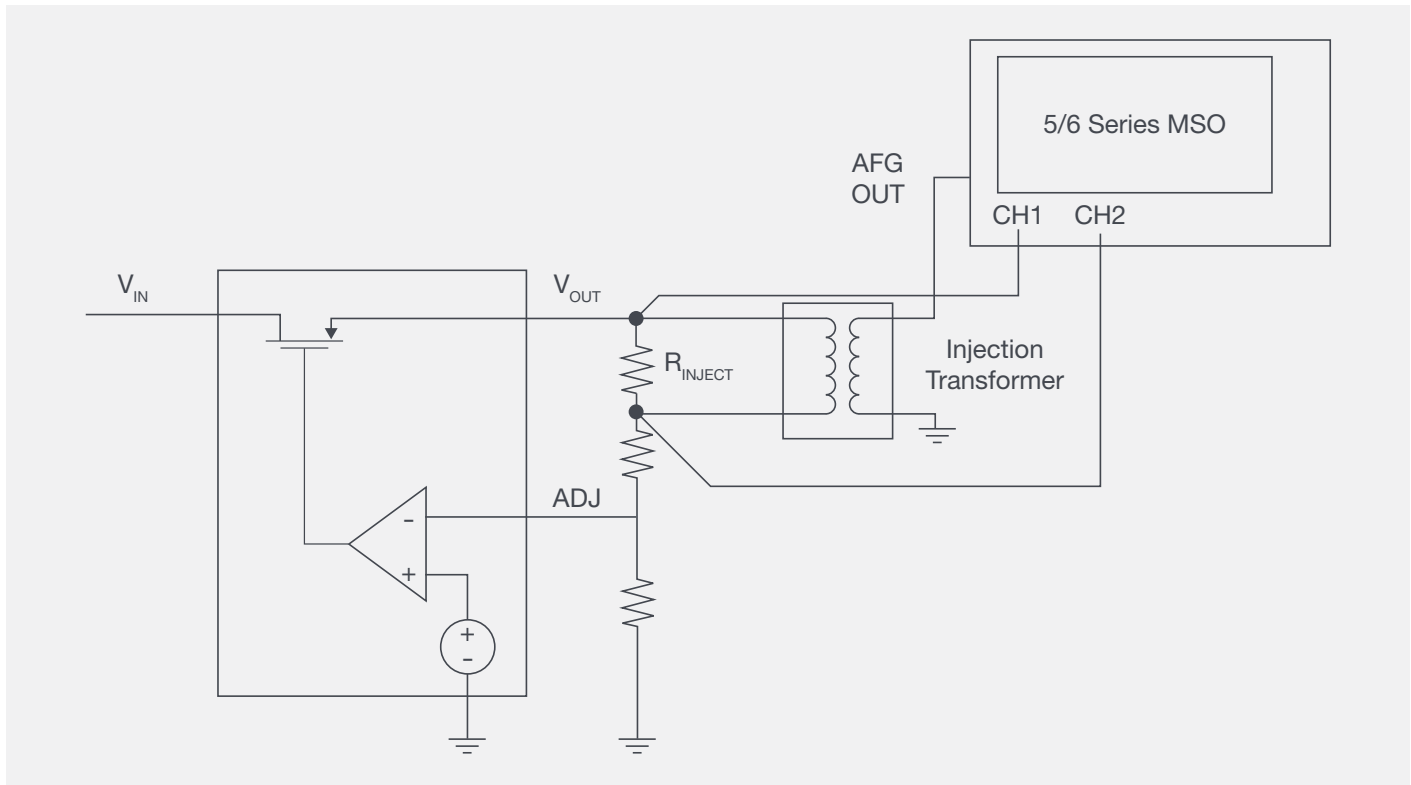 5/6 Series MSO
AFG
OUT
CH1 CH2
V_IN
V_OUT
R_INJECT
Injection
Transformer
ADJ
-
+
+
-